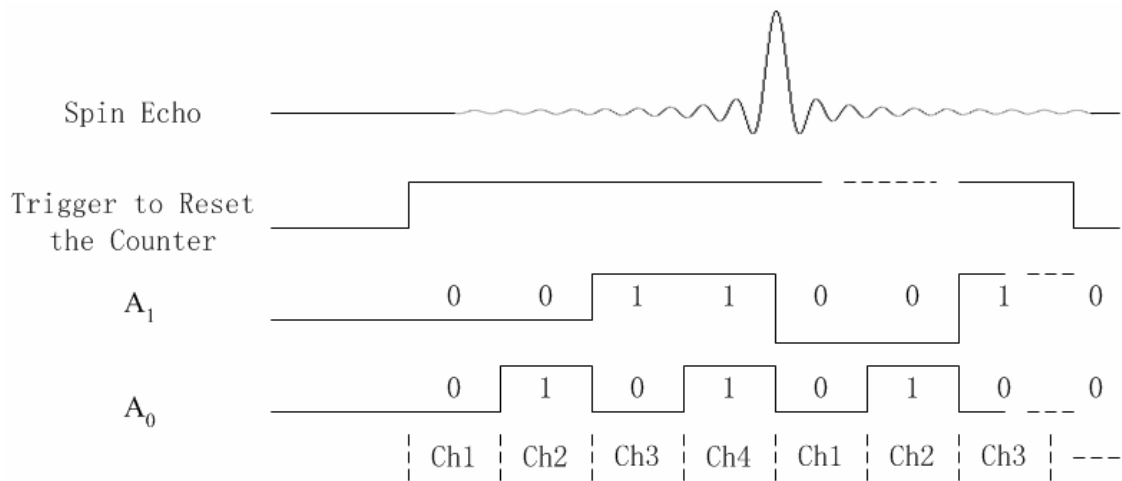 Spin Echo
Trigger to Reset
the Counter
A₁ 0 0 1 1 0 0 1 0
A₀ 0 1 0 1 0 1 0 0
Ch1 Ch2 Ch3 Ch4 Ch1 Ch2 Ch3